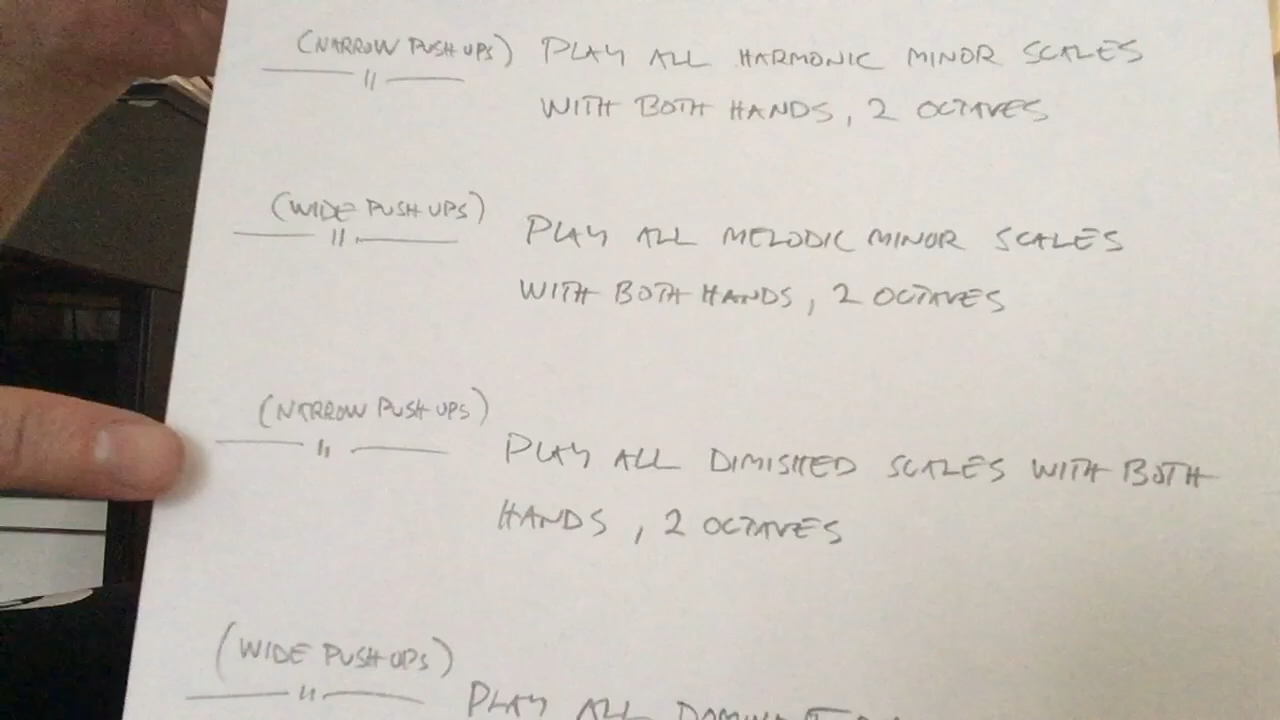 (NARROW PUSH UPS) PLAY ALL HARMONIC MINOR SCALES
— 〃 — WITH BOTH HANDS, 2 OCTAVES
(WIDE PUSH UPS)
— 〃 — PLAY ALL MELODIC MINOR SCALES
WITH BOTH HANDS, 2 OCTAVES
(NARROW PUSH UPS)
— 〃 — PLAY ALL DIMISHED SCALES WITH BOTH
HANDS, 2 OCTAVES
(WIDE PUSH UPS)
— 〃 — PLAY ALL